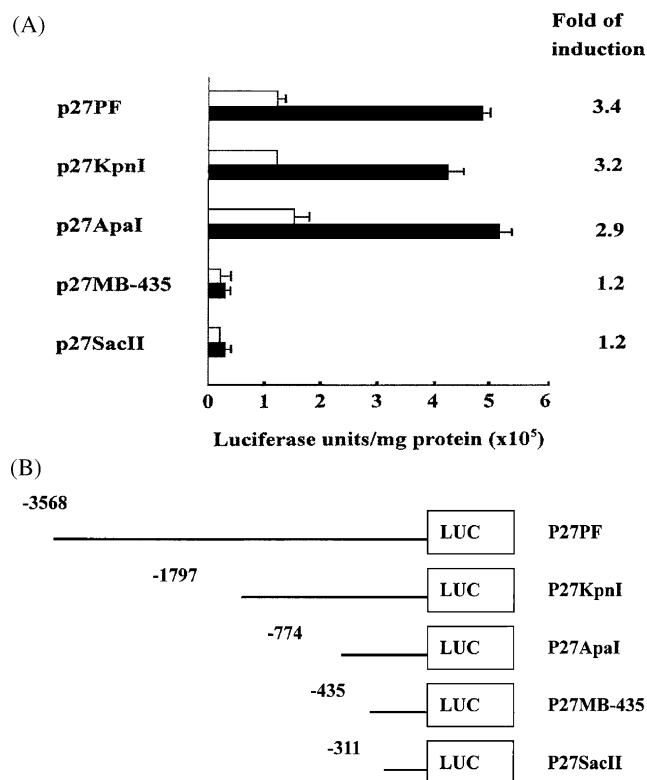 (A)
Fold of
induction
p27PF 3.4
p27KpnI 3.2
p27ApaI 2.9
p27MB-435 1.2
p27SacII 1.2
0 1 2 3 4 5 6
Luciferase units/mg protein (x10⁵)
(B)
-3568
LUC P27PF
-1797
LUC P27KpnI
-774
LUC P27ApaI
-435
LUC P27MB-435
-311
LUC P27SacII